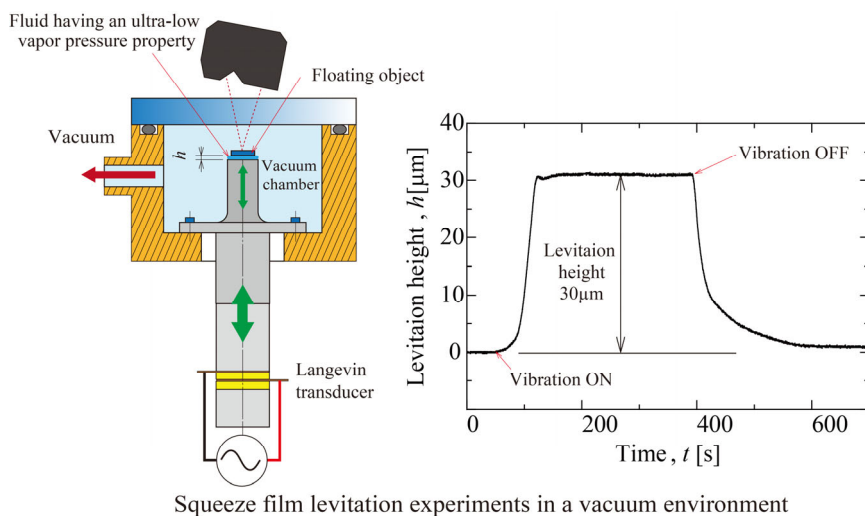 Fluid having an ultra-low
vapor pressure property
Floating object
Vacuum
h
Vacuum
chamber
Langevin
transducer
Levitaion height , h[µm]
40
30
20
10
0
Vibration OFF
Levitaion
height
30µm
Vibration ON
0
200
400
600
Time , t [s]
Squeeze film levitation experiments in a vacuum environment